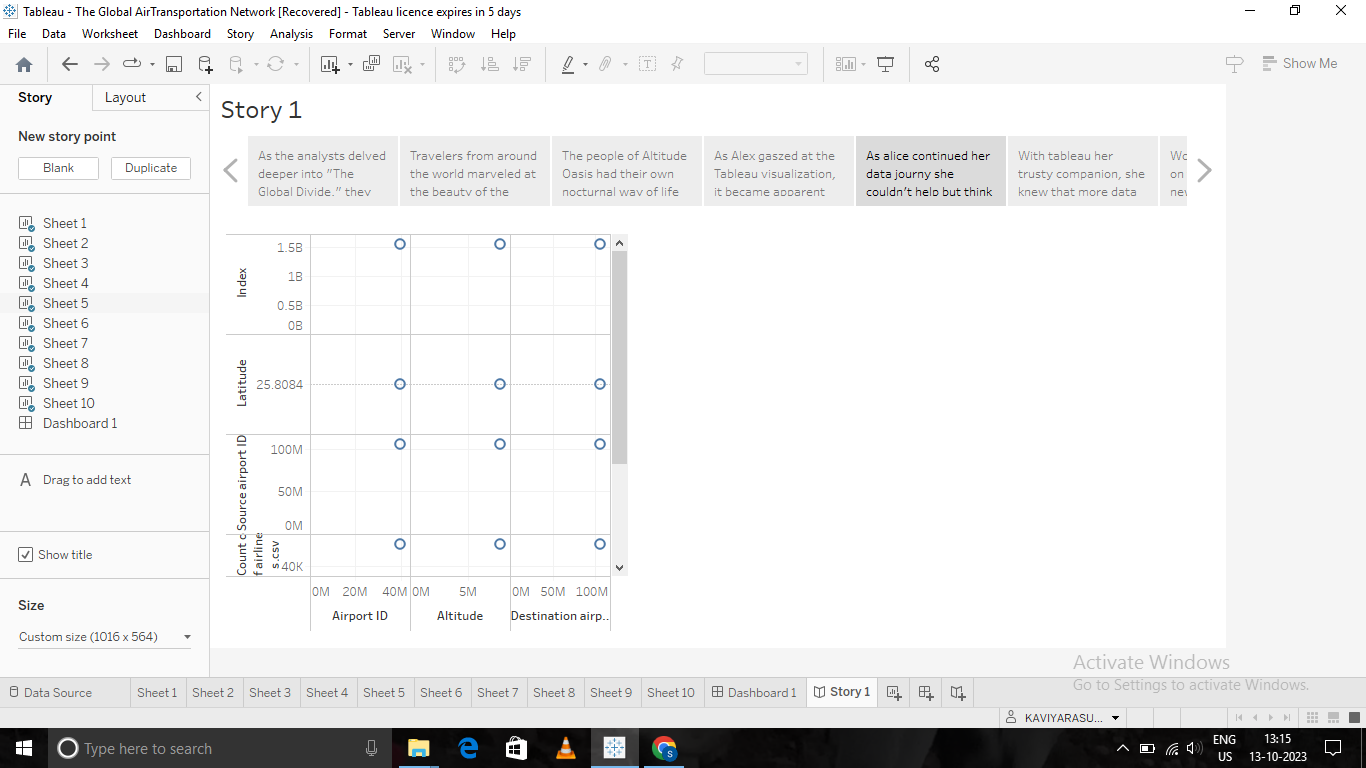 Tableau - The Global AirTransportation Network [Recovered] - Tableau licence expires in 5 days
File Data Worksheet Dashboard Story Analysis Format Server Window Help
Show Me
Story Layout
New story point
Blank Duplicate
Sheet 1
Sheet 2
Sheet 3
Sheet 4
Sheet 5
Sheet 6
Sheet 7
Sheet 8
Sheet 9
Sheet 10
Dashboard 1
A Drag to add text
Show title
Size
Custom size (1016 x 564)
Story 1
As the analysts delved
deeper into "The
Global Divide." they
Travelers from around
the world marveled at
the beauty of the
The people of Altitude
Oasis had their own
nocturnal way of life
As Alex gaszed at the
Tableau visualization,
it became apparent
As alice continued her
data journy she
couldn't help but think
With tableau her
trusty companion, she
knew that more data
Wo
on
nev
Index
1.5B
1B
0.5B
0B
Latitude
25.8084
Source airport ID
100M
50M
0M
Count o
f airline
s.csv
40K
0M 20M 40M 0M 5M 0M 50M 100M
Airport ID Altitude Destination airp..
Activate Windows
Go to Settings to activate Windows.
Data Source Sheet 1 Sheet 2 Sheet 3 Sheet 4 Sheet 5 Sheet 6 Sheet 7 Sheet 8 Sheet 9 Sheet 10 Dashboard 1 Story 1
KAVIYARASU...
Type here to search
S
ENG
US
13:15
13-10-2023